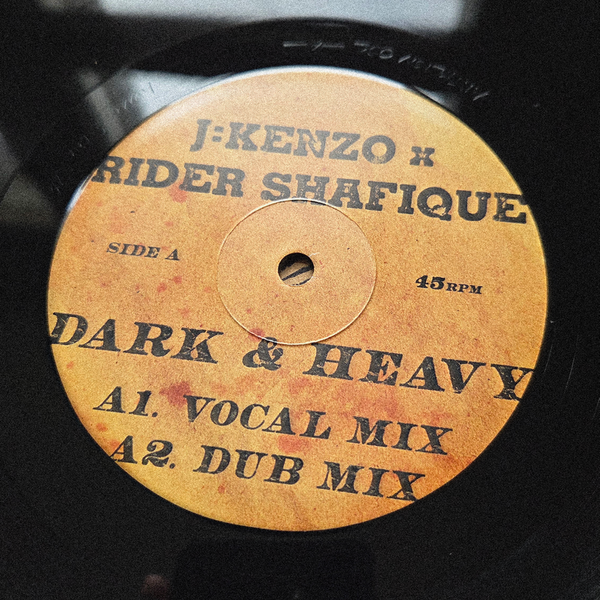 J:KENZO x
RIDER SHAFIQUE
SIDE A
45RPM
DARK & HEAVY
A1. VOCAL MIX
A2. DUB MIX